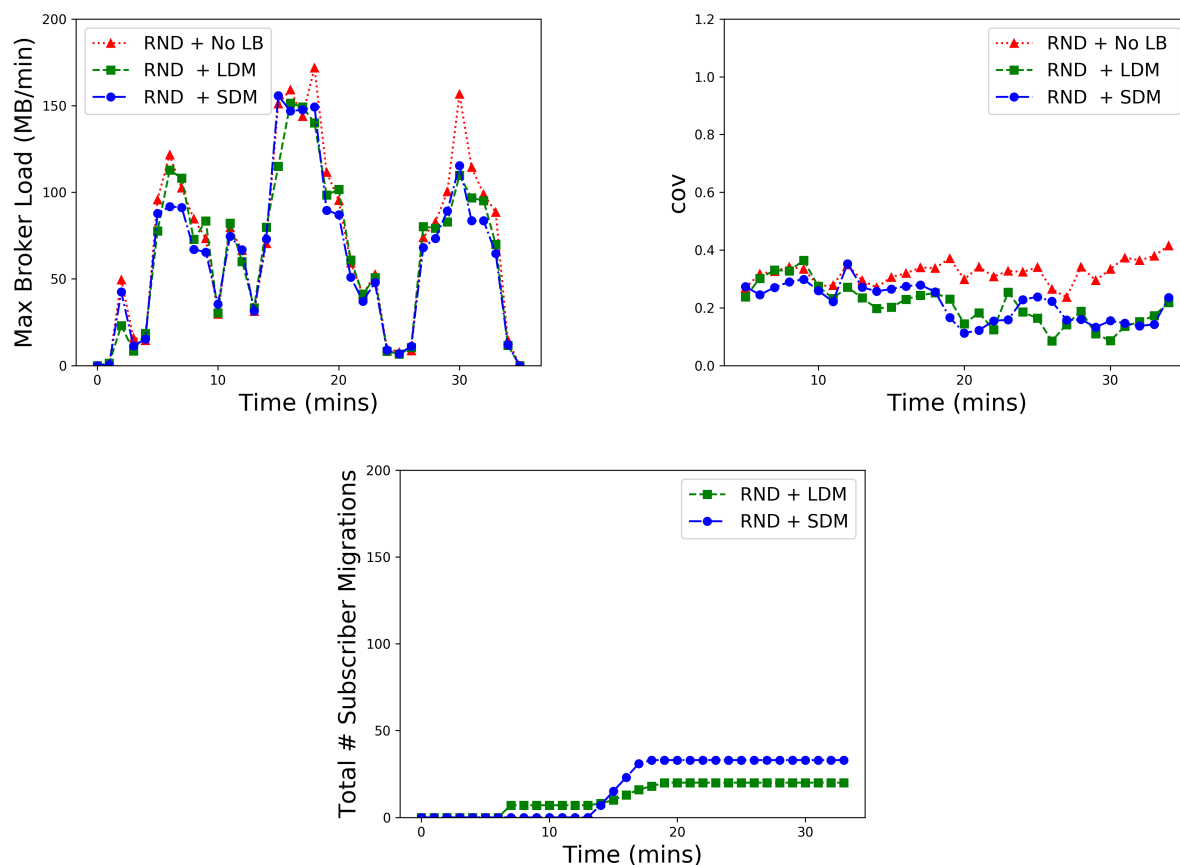 Max Broker Load (MB/min)
200
150
100
50
0
RND + No LB
RND + LDM
RND + SDM
0 10 20 30
Time (mins)
cov
1.2
1.0
0.8
0.6
0.4
0.2
0.0
RND + No LB
RND + LDM
RND + SDM
10 20 30
Time (mins)
Total # Subscriber Migrations
200
150
100
50
0
RND + LDM
RND + SDM
0 10 20 30
Time (mins)